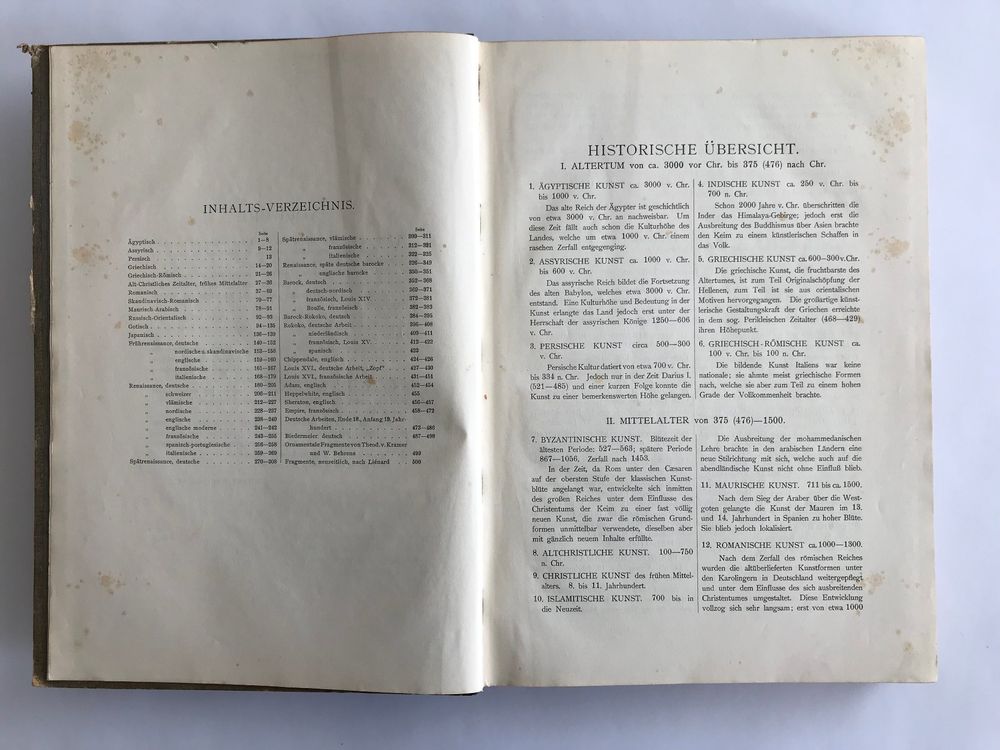 INHALTS-VERZEICHNIS.
Seite
Ägyptisch . . . . 1—8
Assyrisch . . . . 9—12
Persisch . . . . 13
Griechisch . . . . 14—20
Griechisch-Römisch . . . . 21—26
Alt-Christliches Zeitalter, frühes Mittelalter 27—36
Romanisch . . . . 37—69
Skandinavisch-Romanisch . . . . 70—77
Maurisch-Arabisch . . . . 78—91
Russisch-Orientalisch . . . . 92—93
Gotisch . . . . 94—135
Japanisch . . . . 136—139
Frührenaissance, deutsche . . . . 140—152
„ nordische u. skandinavische 153—158
„ englische . . . . 159—160
„ französische . . . . 161—167
„ italienische . . . . 168—179
Renaissance, deutsche . . . . 180—205
„ schweizer . . . . 206—211
„ vlämische . . . . 212—227
„ nordische . . . . 228—237
„ englische . . . . 238—240
„ englische moderne . . . . 241—242
„ französische . . . . 243—255
„ spanisch-portugiesische . . . . 256—258
„ italienische . . . . 259—269
Spätrenaissance, deutsche . . . . 270—308
Seite
Spätrenaissance, vlämische . . . . 309—311
„ französische . . . . 312—321
„ italienische . . . . 322—325
Renaissance, späte deutsche barocke . . . . 326—349
„ englische barocke . . . . 350—351
Barock, deutsch . . . . 352—368
„ deutsch-nordisch . . . . 369—371
„ französisch, Louis XIV. . . . . 372—381
„ Boulle, französisch . . . . 382—383
Barock-Rokoko, deutsch . . . . 384—395
Rokoko, deutsche Arbeit . . . . 396—408
„ niederländisch . . . . 409—411
„ französisch, Louis XV. . . . . 412—422
„ spanisch . . . . 423
Chippendale, englisch . . . . 424—426
Louis XVI., deutsche Arbeit, „Zopf“ . . . . 427—430
Louis XVI., französische Arbeit . . . . 431—451
Adam, englisch . . . . 452—454
Heppelwhite, englisch . . . . 455
Sheraton, englisch . . . . 456—457
Empire, französisch . . . . 458—472
Deutsche Arbeiten, Ende 18., Anfang 19. Jahr-
hundert . . . . 472—486
Biedermeier, deutsch . . . . 487—498
Ornamentale Fragmente von Theod. v. Kramer
und W. Behrens . . . . 499
Fragmente, neuzeitlich, nach Liénard . . . . 500
HISTORISCHE ÜBERSICHT.
I. ALTERTUM von ca. 3000 vor Chr. bis 375 (476) nach Chr.
1. ÄGYPTISCHE KUNST ca. 3000 v. Chr.
bis 1000 v. Chr.
Das alte Reich der Ägypter ist geschichtlich
von etwa 3000 v. Chr. an nachweisbar. Um
diese Zeit fällt auch schon die Kulturhöhe des
Landes, welche um etwa 1000 v. Chr. einem
raschen Zerfall entgegenging.
2. ASSYRISCHE KUNST ca. 1000 v. Chr.
bis 600 v. Chr.
Das assyrische Reich bildet die Fortsetzung
des alten Babylon, welches etwa 3000 v. Chr.
entstand. Eine Kulturhöhe und Bedeutung in der
Kunst erlangte das Land jedoch erst unter der
Herrschaft der assyrischen Könige 1250—606
v. Chr.
3. PERSISCHE KUNST circa 500—300
v. Chr.
Persische Kultur datiert von etwa 700 v. Chr.
bis 334 n. Chr. Jedoch nur in der Zeit Darius I.
(521—485) und einer kurzen Folge konnte die
Kunst zu einer bemerkenswerten Höhe gelangen.
4. INDISCHE KUNST ca. 250 v. Chr. bis
700 n. Chr.
Schon 2000 Jahre v. Chr. überschritten die
Inder das Himalaya-Gebirge; jedoch erst die
Ausbreitung des Buddhismus über Asien brachte
den Keim zu einem künstlerischen Schaffen in
das Volk.
5. GRIECHISCHE KUNST ca. 600—300 v. Chr.
Die griechische Kunst, die fruchtbarste des
Altertumes, ist zum Teil Originalschöpfung der
Hellenen, zum Teil ist sie aus orientalischen
Motiven hervorgegangen. Die großartige künst-
lerische Gestaltungskraft der Griechen erreichte
in dem sog. Perikleischen Zeitalter (468—429)
ihren Höhepunkt.
6. GRIECHISCH-RÖMISCHE KUNST ca.
100 v. Chr. bis 100 n. Chr.
Die bildende Kunst Italiens war keine
nationale; sie ahmte meist griechische Formen
nach, welche sie aber zum Teil zu einem hohen
Grade der Vollkommenheit brachte.
II. MITTELALTER von 375 (476)—1500.
7. BYZANTINISCHE KUNST. Blütezeit der
ältesten Periode: 527—563; spätere Periode
867—1056. Zerfall nach 1453.
In der Zeit, da Rom unter den Cæsaren
auf der obersten Stufe der klassischen Kunst-
blüte angelangt war, entwickelte sich inmitten
des großen Reiches unter dem Einflusse des
Christentums der Keim zu einer fast völlig
neuen Kunst, die zwar die römischen Grund-
formen unmittelbar verwendete, dieselben aber
mit gänzlich neuem Inhalte erfüllte.
8. ALTCHRISTLICHE KUNST. 100—750
n. Chr.
9. CHRISTLICHE KUNST des frühen Mittel-
alters. 8. bis 11. Jahrhundert.
10. ISLAMITISCHE KUNST. 700 bis in
die Neuzeit.
Die Ausbreitung der mohammedanischen
Lehre brachte in den arabischen Ländern eine
neue Stilrichtung mit sich, welche auch auf die
abendländische Kunst nicht ohne Einfluß blieb.
11. MAURISCHE KUNST. 711 bis ca. 1500.
Nach dem Sieg der Araber über die West-
goten gelangte die Kunst der Mauren im 13.
und 14. Jahrhundert in Spanien zu hoher Blüte.
Sie blieb jedoch lokalisiert.
12. ROMANISCHE KUNST ca. 1000—1300.
Nach dem Zerfall des römischen Reiches
wurden die altüberlieferten Kunstformen unter
den Karolingern in Deutschland weitergepflegt
und unter dem Einflusse des sich ausbreitenden
Christentumes umgestaltet. Diese Entwicklung
vollzog sich sehr langsam; erst von etwa 1000